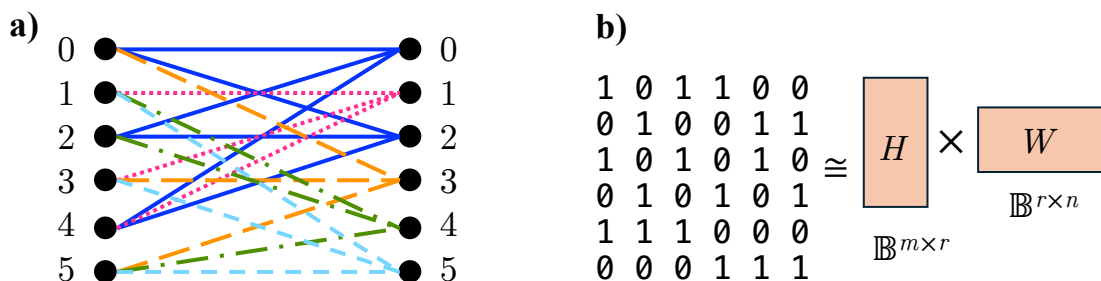 a)
0 0
1 1
2 2
3 3
4 4
5 5
b)
1 0 1 1 0 0
0 1 0 0 1 1
1 0 1 0 1 0
0 1 0 1 0 1
1 1 1 0 0 0
0 0 0 1 1 1
≅ H × W
𝔹^{m×r}
𝔹^{r×n}